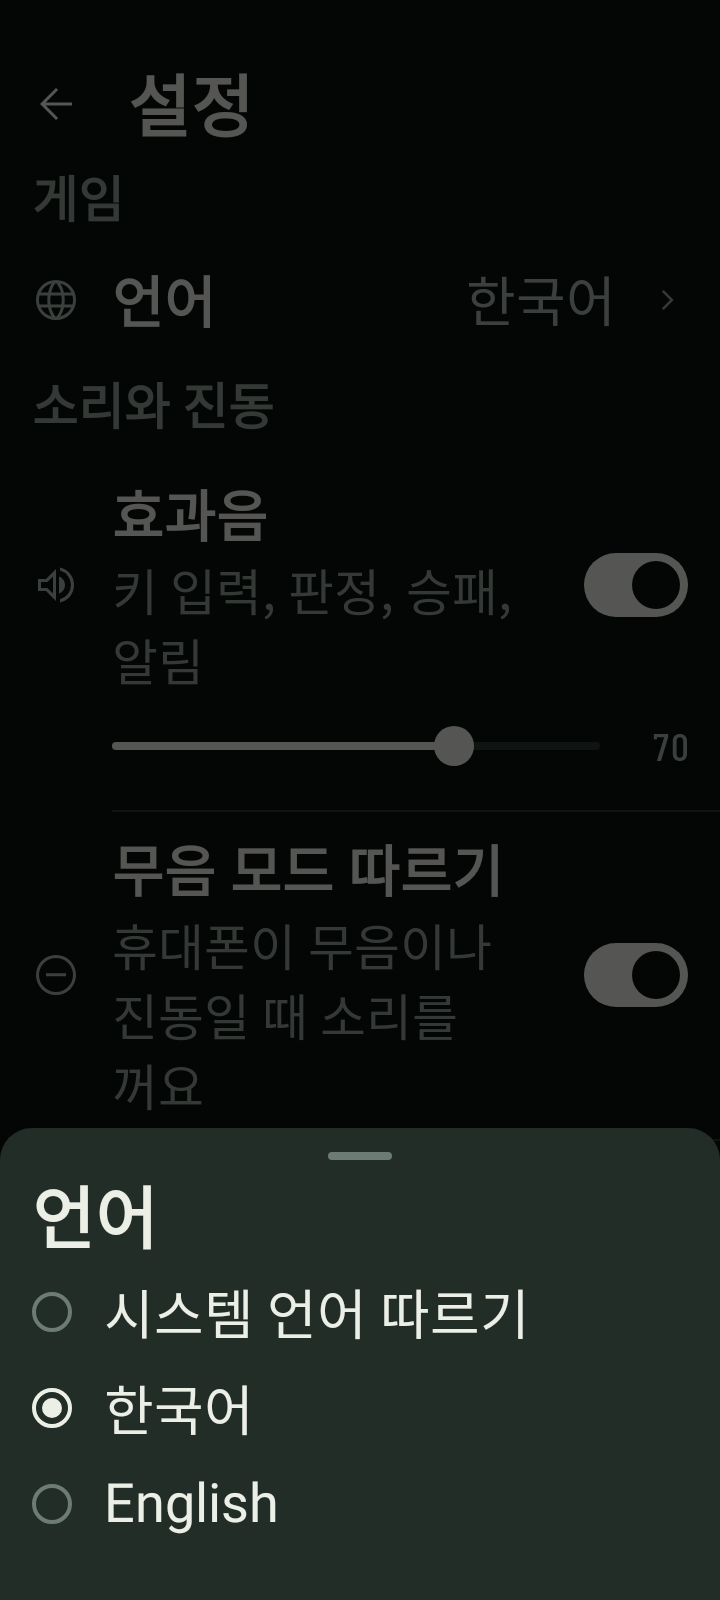 설정
게임
언어 한국어
소리와 진동
효과음
키 입력, 판정, 승패,
알림
70
무음 모드 따르기
휴대폰이 무음이나
진동일 때 소리를
꺼요
언어
시스템 언어 따르기
한국어
English